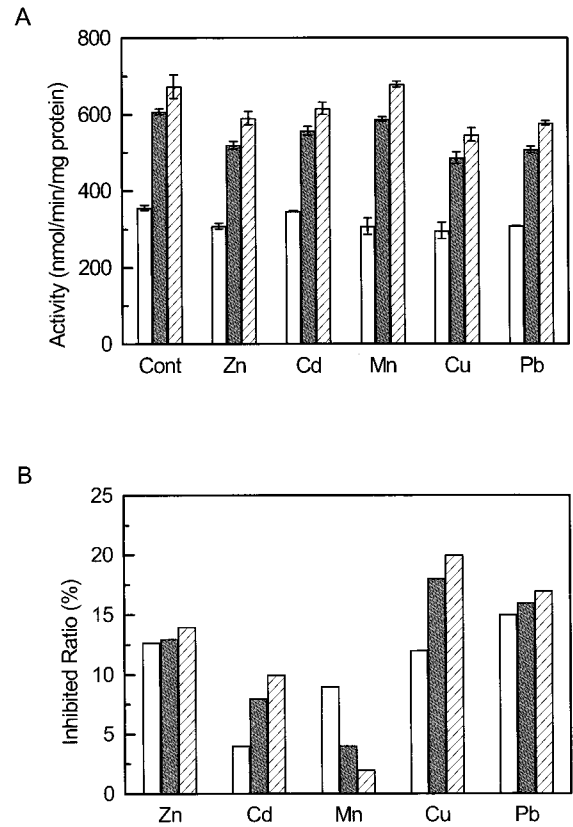 A
Activity (nmol/min/mg protein)
800
600
400
200
0
Cont Zn Cd Mn Cu Pb
B
Inhibited Ratio (%)
25
20
15
10
5
0
Zn Cd Mn Cu Pb